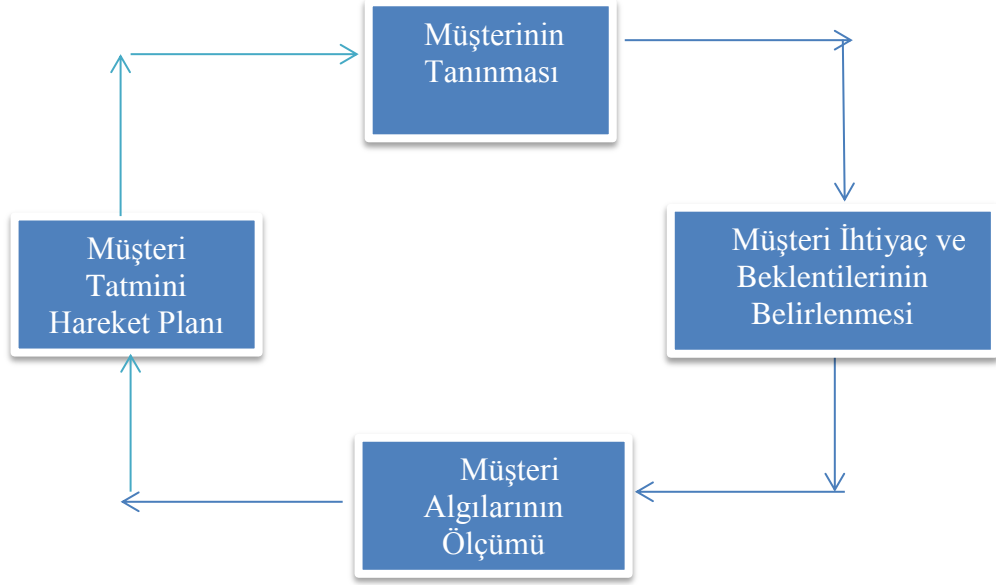 Müşterinin
Tanınması
Müşteri İhtiyaç ve
Beklentilerinin
Belirlenmesi
Müşteri
Algılarının
Ölçümü
Müşteri
Tatmini
Hareket Planı